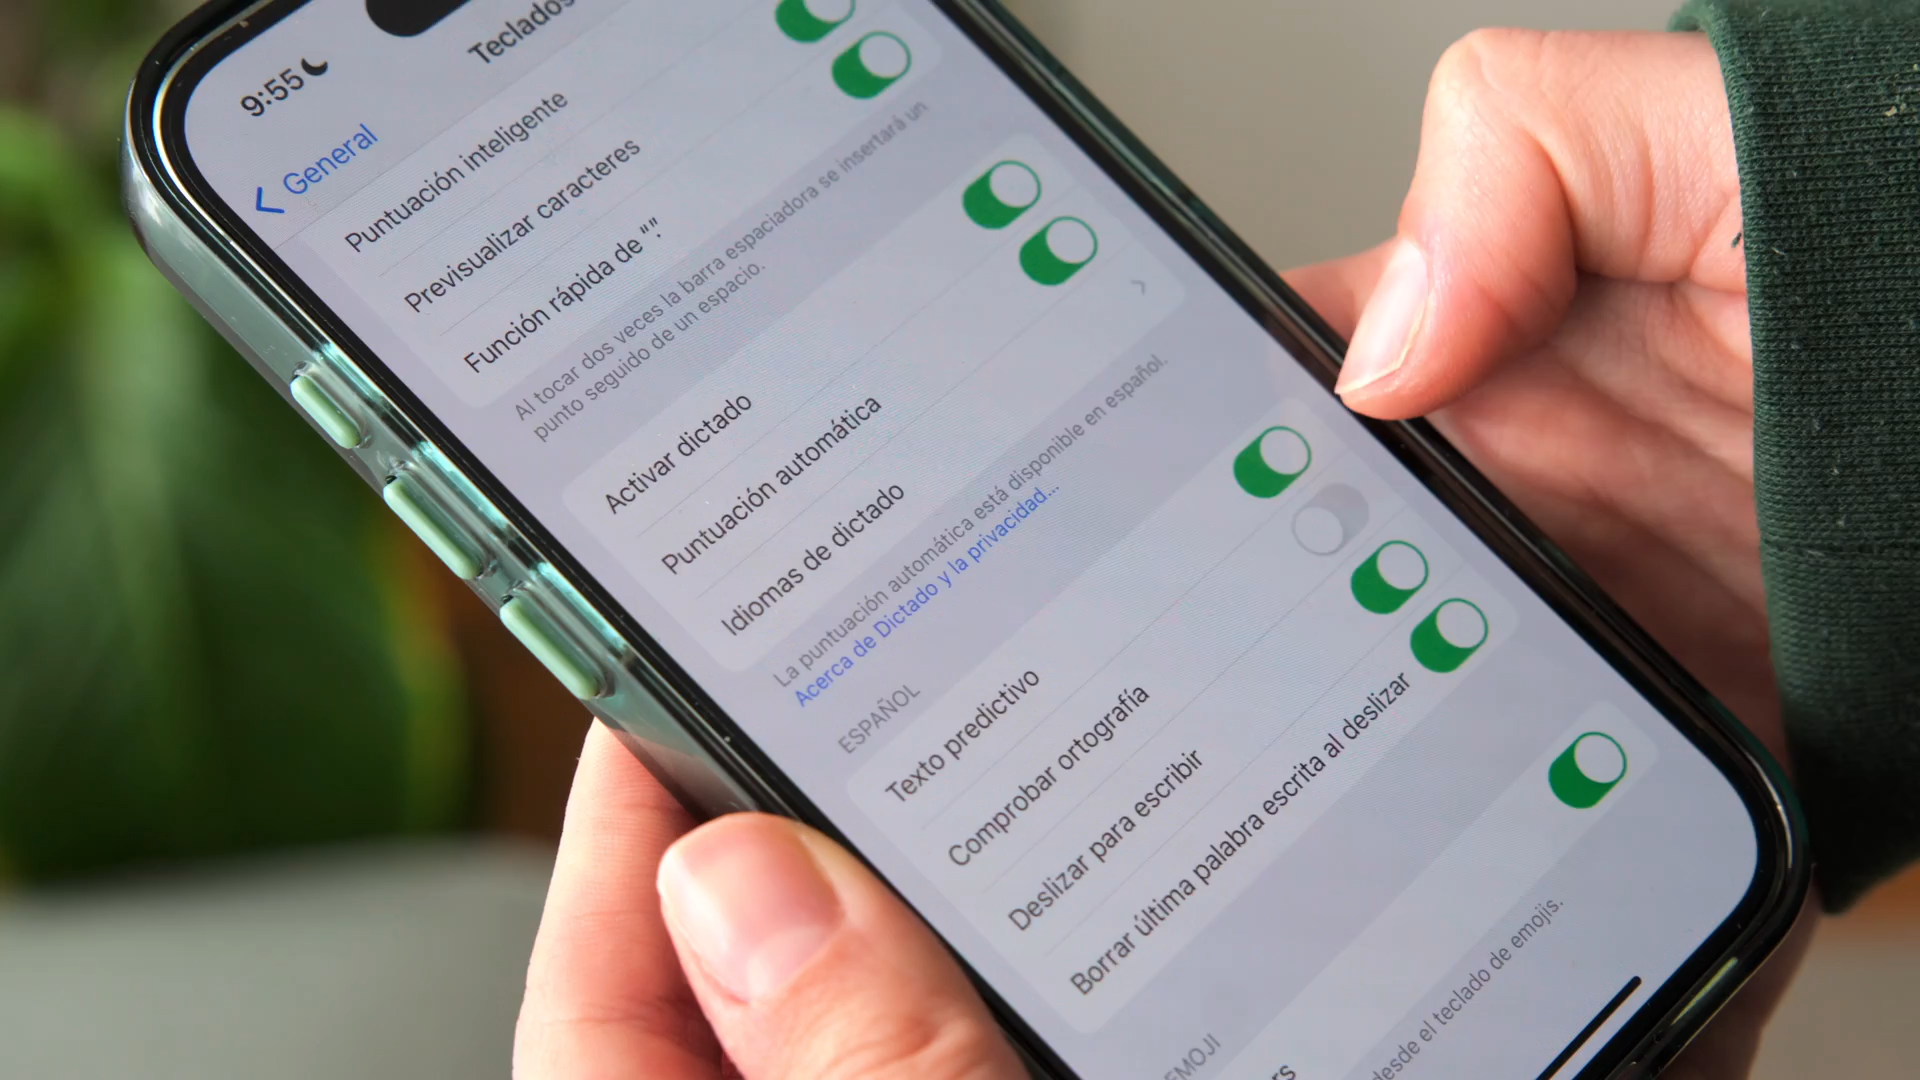 9:55
Teclados
General
Puntuación inteligente
Previsualizar caracteres
Función rápida de "."
Al tocar dos veces la barra espaciadora se insertará un
punto seguido de un espacio.
Activar dictado
Puntuación automática
Idiomas de dictado
La puntuación automática está disponible en español.
Acerca de Dictado y la privacidad...
ESPAÑOL
Texto predictivo
Comprobar ortografía
Deslizar para escribir
Borrar última palabra escrita al deslizar
EMOJI
desde el teclado de emojis.